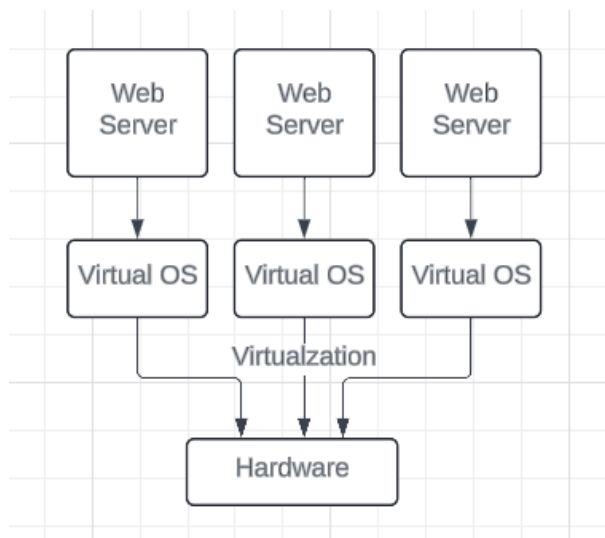 Web
Server
Web
Server
Web
Server
Virtual OS
Virtual OS
Virtual OS
Virtualzation
Hardware